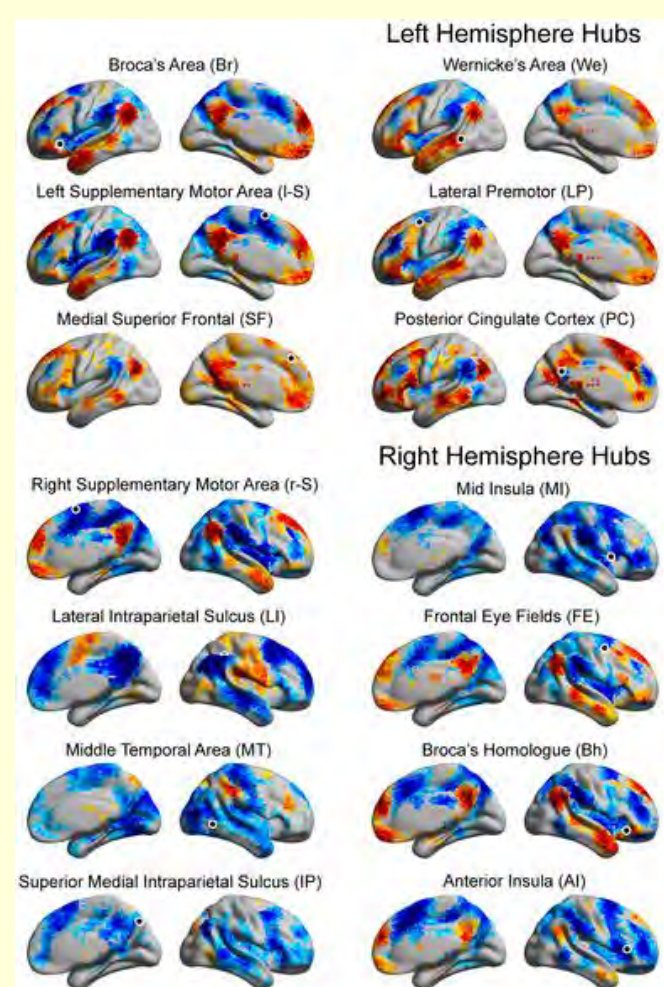 Left Hemisphere Hubs
Broca's Area (Br)
Wernicke's Area (We)
Left Supplementary Motor Area (l-S)
Lateral Premotor (LP)
Medial Superior Frontal (SF)
Posterior Cingulate Cortex (PC)
Right Hemisphere Hubs
Right Supplementary Motor Area (r-S)
Mid Insula (MI)
Lateral Intraparietal Sulcus (LI)
Frontal Eye Fields (FE)
Middle Temporal Area (MT)
Broca's Homologue (Bh)
Superior Medial Intraparietal Sulcus (IP)
Anterior Insula (AI)